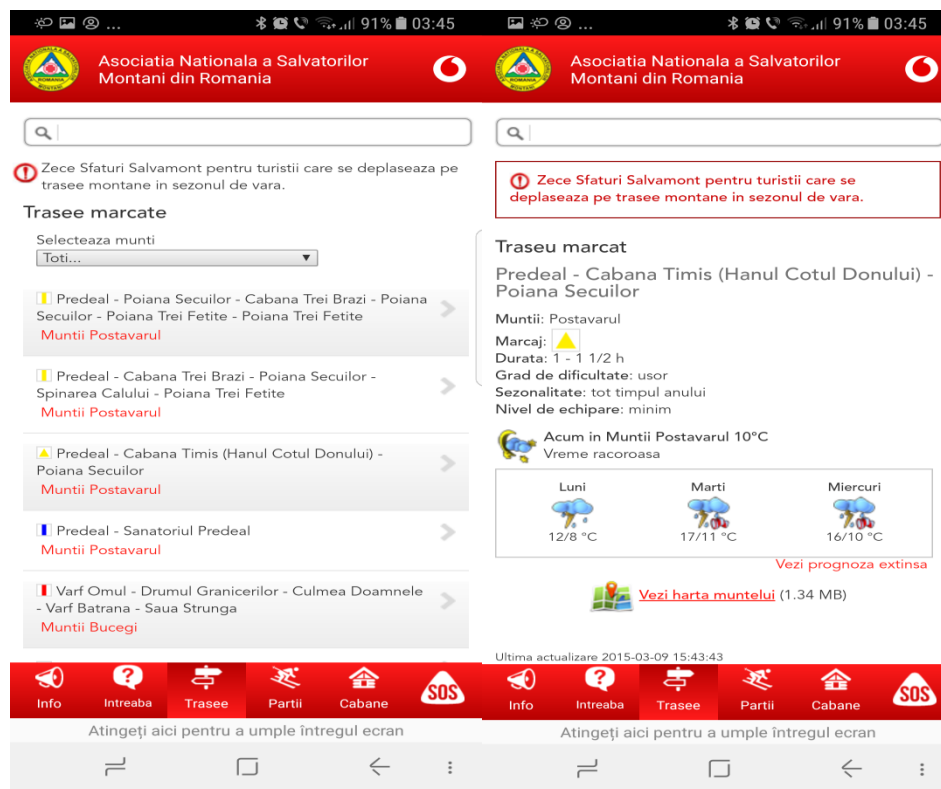 91% 03:45
Asociatia Nationala a Salvatorilor
Montani din Romania
Zece Sfaturi Salvamont pentru turistii care se deplaseaza pe
trasee montane in sezonul de vara.
Trasee marcate
Selecteaza munti
Toti...
Predeal - Poiana Secuilor - Cabana Trei Brazi - Poiana
Secuilor - Poiana Trei Fetite - Poiana Trei Fetite
Muntii Postavarul
Predeal - Cabana Trei Brazi - Poiana Secuilor -
Spinarea Calului - Poiana Trei Fetite
Muntii Postavarul
Predeal - Cabana Timis (Hanul Cotul Donului) -
Poiana Secuilor
Muntii Postavarul
Predeal - Sanatoriul Predeal
Muntii Postavarul
Varf Omul - Drumul Granicerilor - Culmea Doamnele
- Varf Batrana - Saua Strunga
Muntii Bucegi
Info Intreaba Trasee Partii Cabane SOS
Atingeți aici pentru a umple întregul ecran
91% 03:45
Asociatia Nationala a Salvatorilor
Montani din Romania
Zece Sfaturi Salvamont pentru turistii care se
deplaseaza pe trasee montane in sezonul de vara.
Traseu marcat
Predeal - Cabana Timis (Hanul Cotul Donului) -
Poiana Secuilor
Muntii: Postavarul
Marcaj:
Durata: 1 - 1 1/2 h
Grad de dificultate: usor
Sezonalitate: tot timpul anului
Nivel de echipare: minim
Acum in Muntii Postavarul 10°C
Vreme racoroasa
Luni Marti Miercuri
12/8 °C 17/11 °C 16/10 °C
Vezi prognoza extinsa
Vezi harta muntelui (1.34 MB)
Ultima actualizare 2015-03-09 15:43:43
Info Intreaba Trasee Partii Cabane SOS
Atingeți aici pentru a umple întregul ecran